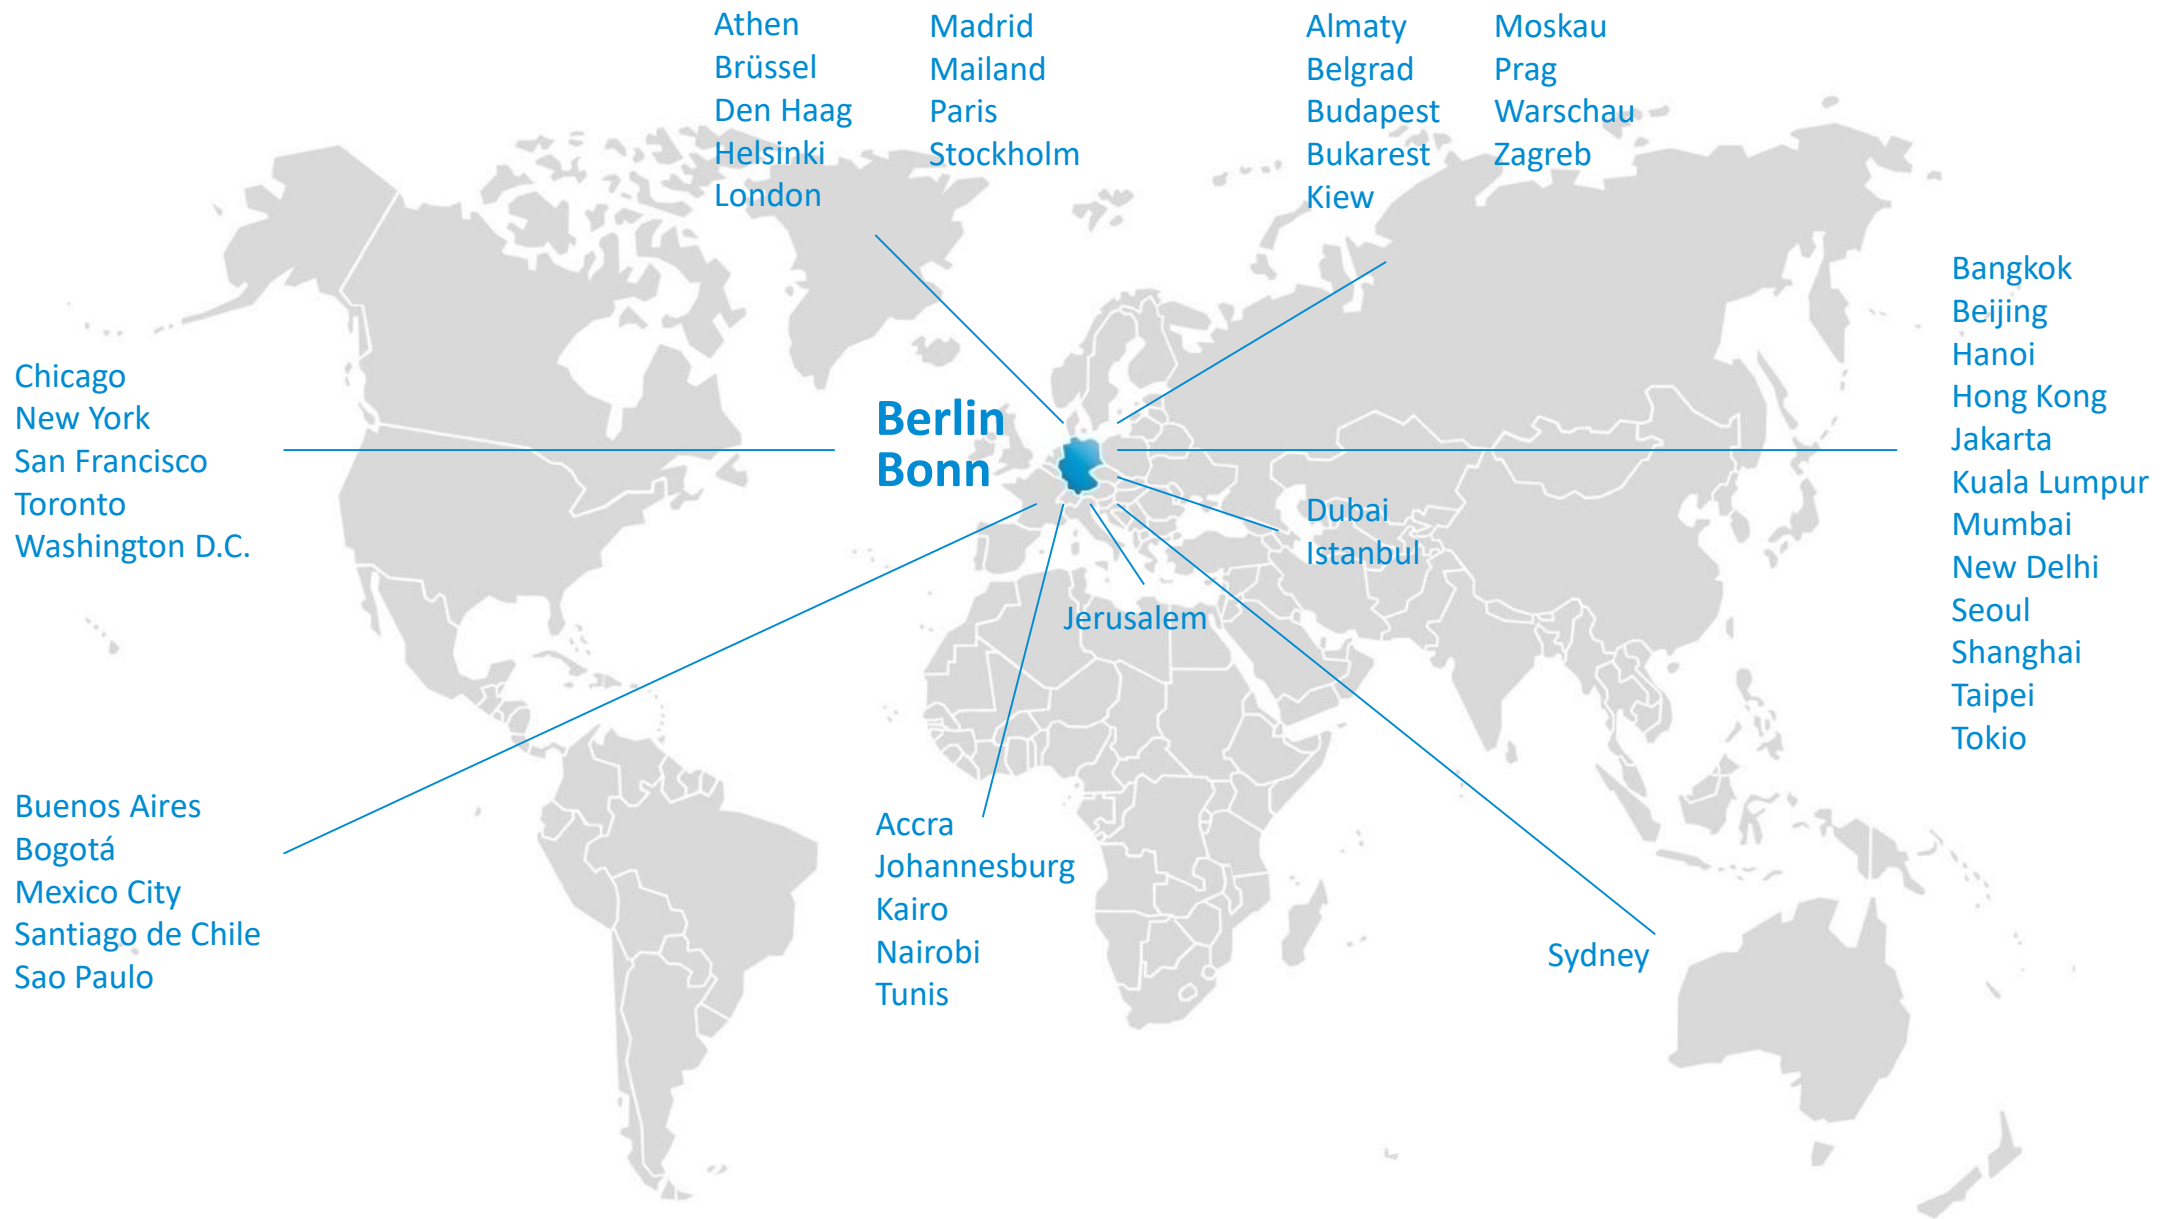 Athen
Brüssel
Den Haag
Helsinki
London
Madrid
Mailand
Paris
Stockholm
Almaty
Belgrad
Budapest
Bukarest
Kiew
Moskau
Prag
Warschau
Zagreb
Chicago
New York
San Francisco
Toronto
Washington D.C.
Berlin
Bonn
Dubai
Istanbul
Jerusalem
Bangkok
Beijing
Hanoi
Hong Kong
Jakarta
Kuala Lumpur
Mumbai
New Delhi
Seoul
Shanghai
Taipei
Tokio
Buenos Aires
Bogotá
Mexico City
Santiago de Chile
Sao Paulo
Accra
Johannesburg
Kairo
Nairobi
Tunis
Sydney